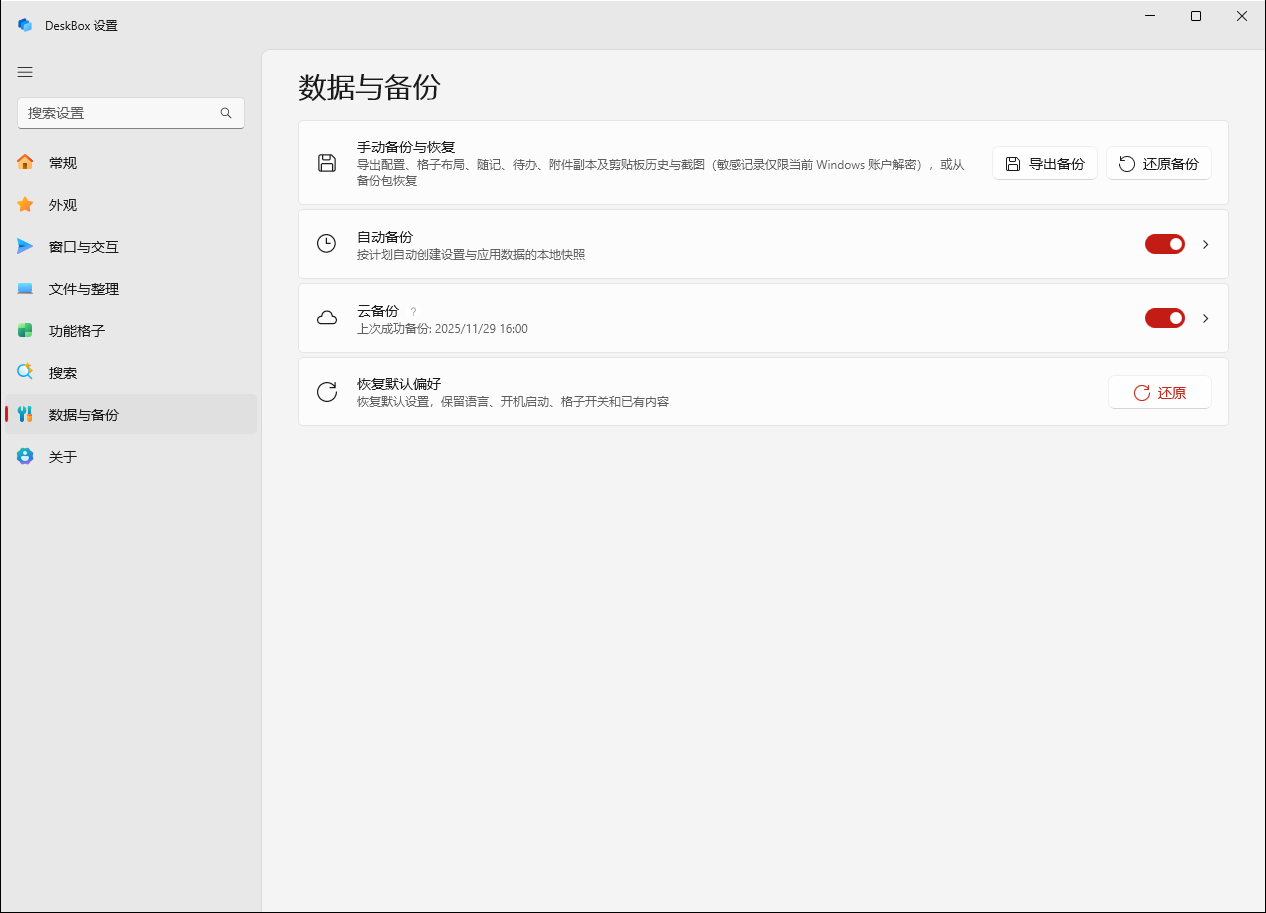 DeskBox 设置
搜索设置
常规
外观
窗口与交互
文件与整理
功能格子
搜索
数据与备份
关于
数据与备份
手动备份与恢复
导出配置、格子布局、随记、待办、附件副本及剪贴板历史与截图（敏感记录仅限当前 Windows 账户解密），或从
备份包恢复
导出备份
还原备份
自动备份
按计划自动创建设置与应用数据的本地快照
云备份 ?
上次成功备份: 2025/11/29 16:00
恢复默认偏好
恢复默认设置，保留语言、开机启动、格子开关和已有内容
还原